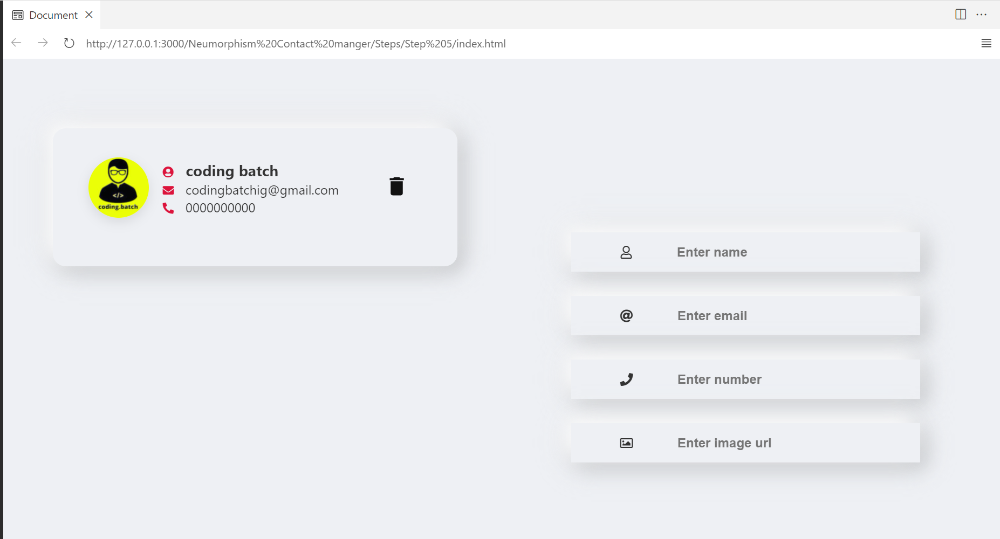 Document
http://127.0.0.1:3000/Neumorphism%20Contact%20manger/Steps/Step%205/index.html
</>
coding.batch
coding batch
codingbatchig@gmail.com
0000000000
Enter name
Enter email
Enter number
Enter image url